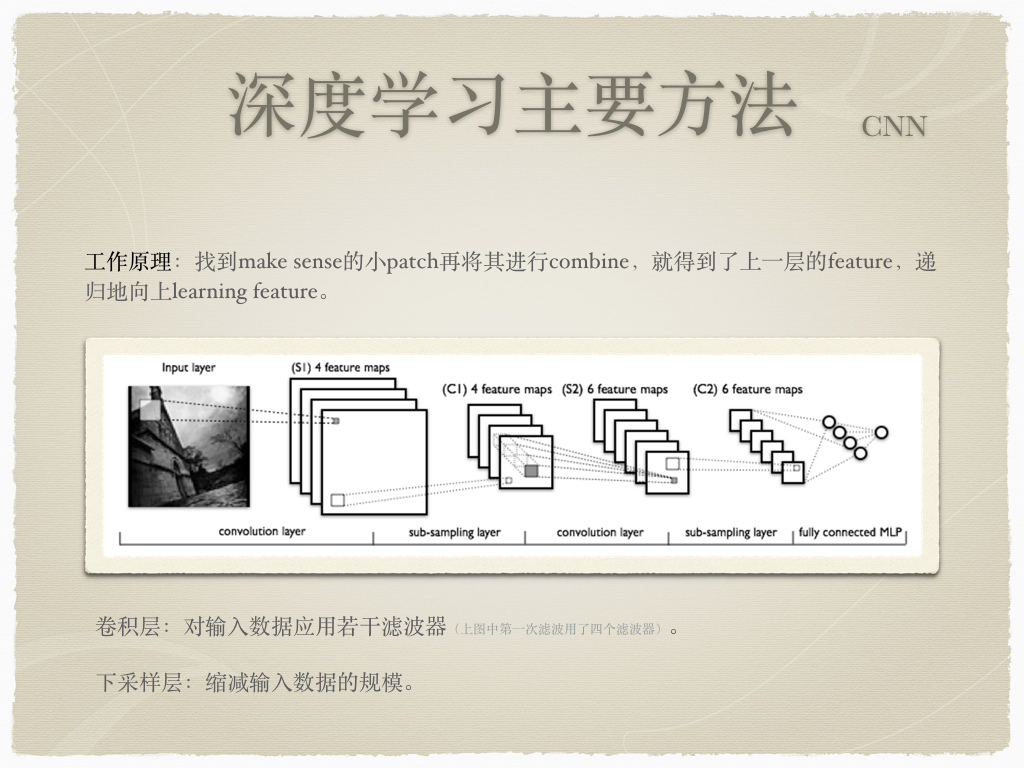 深度学习主要方法 CNN
工作原理：找到make sense的小patch再将其进行combine，就得到了上一层的feature，递
归地向上learning feature。
Input layer (S1) 4 feature maps
(C1) 4 feature maps (S2) 6 feature maps (C2) 6 feature maps
convolution layer sub-sampling layer convolution layer sub-sampling layer fully connected MLP
卷积层：对输入数据应用若干滤波器（上图中第一次滤波用了四个滤波器）。
下采样层：缩减输入数据的规模。